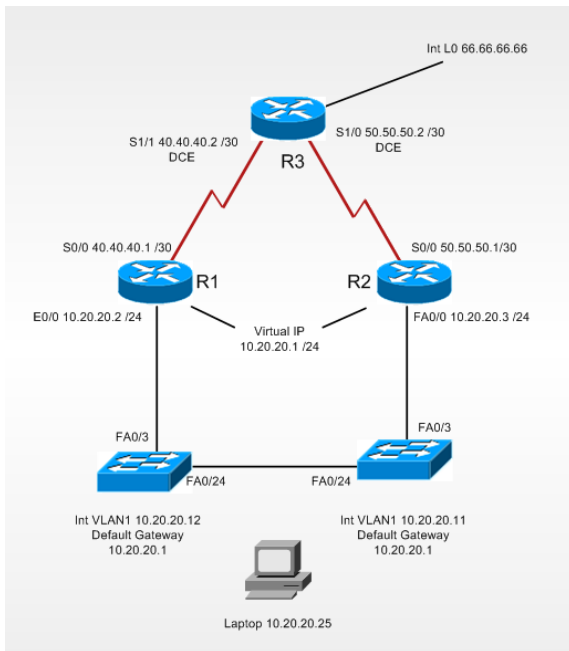 Int L0 66.66.66.66
S1/1 40.40.40.2 /30
DCE
S1/0 50.50.50.2 /30
DCE
R3
S0/0 40.40.40.1 /30
S0/0 50.50.50.1/30
R1
R2
E0/0 10.20.20.2 /24
Virtual IP
10.20.20.1 /24
FA0/0 10.20.20.3 /24
FA0/3
FA0/3
FA0/24
FA0/24
Int VLAN1 10.20.20.12
Default Gateway
10.20.20.1
Int VLAN1 10.20.20.11
Default Gateway
10.20.20.1
Laptop 10.20.20.25